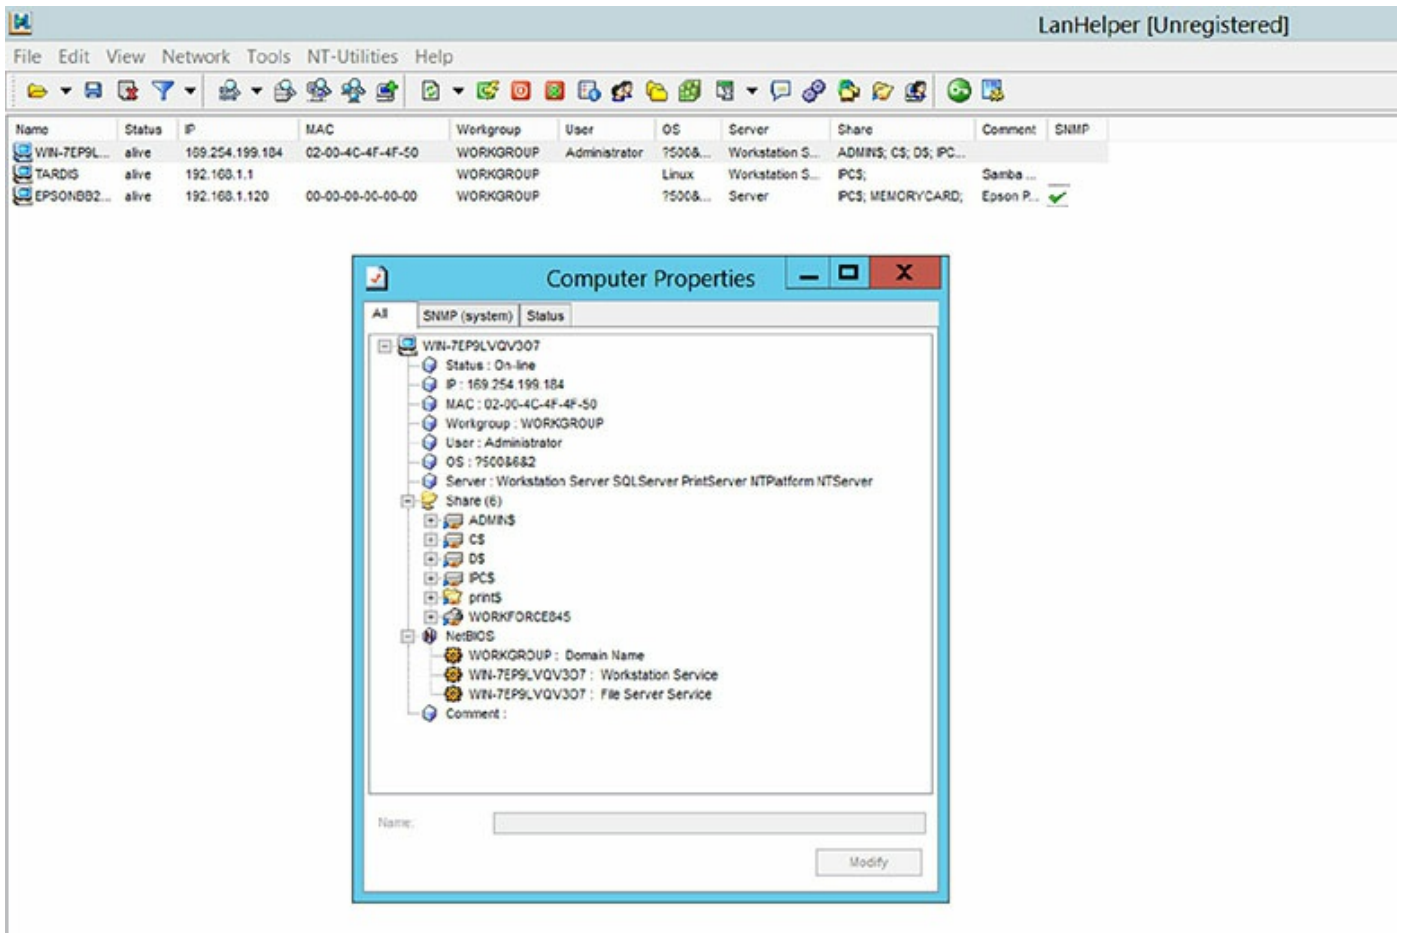 LanHelper [Unregistered]
File Edit View Network Tools NT-Utilities Help
Name Status IP MAC Workgroup User OS Server Share Comment SNMP
WIN-7EP9L... alive 169.254.199.184 02-00-4C-4F-4F-50 WORKGROUP Administrator ?500&... Workstation S... ADMIN$; C$; D$; IPC...
TARDIS alive 192.168.1.1 WORKGROUP Linux Workstation S... IPC$; Samba ...
EPSONBB2... alive 192.168.1.120 00-00-00-00-00-00 WORKGROUP ?500&... Server IPC$; MEMORYCARD; Epson P...
Computer Properties
All SNMP (system) Status
WIN-7EP9LVQV3O7
Status : On-line
IP : 169.254.199.184
MAC : 02-00-4C-4F-4F-50
Workgroup : WORKGROUP
User : Administrator
OS : ?500&6&2
Server : Workstation Server SQLServer PrintServer NTPlatform NTServer
Share (6)
ADMIN$
C$
D$
IPC$
print$
WORKFORCE845
NetBIOS
WORKGROUP : Domain Name
WIN-7EP9LVQV3O7 : Workstation Service
WIN-7EP9LVQV3O7 : File Server Service
Comment :
Name:
Modify